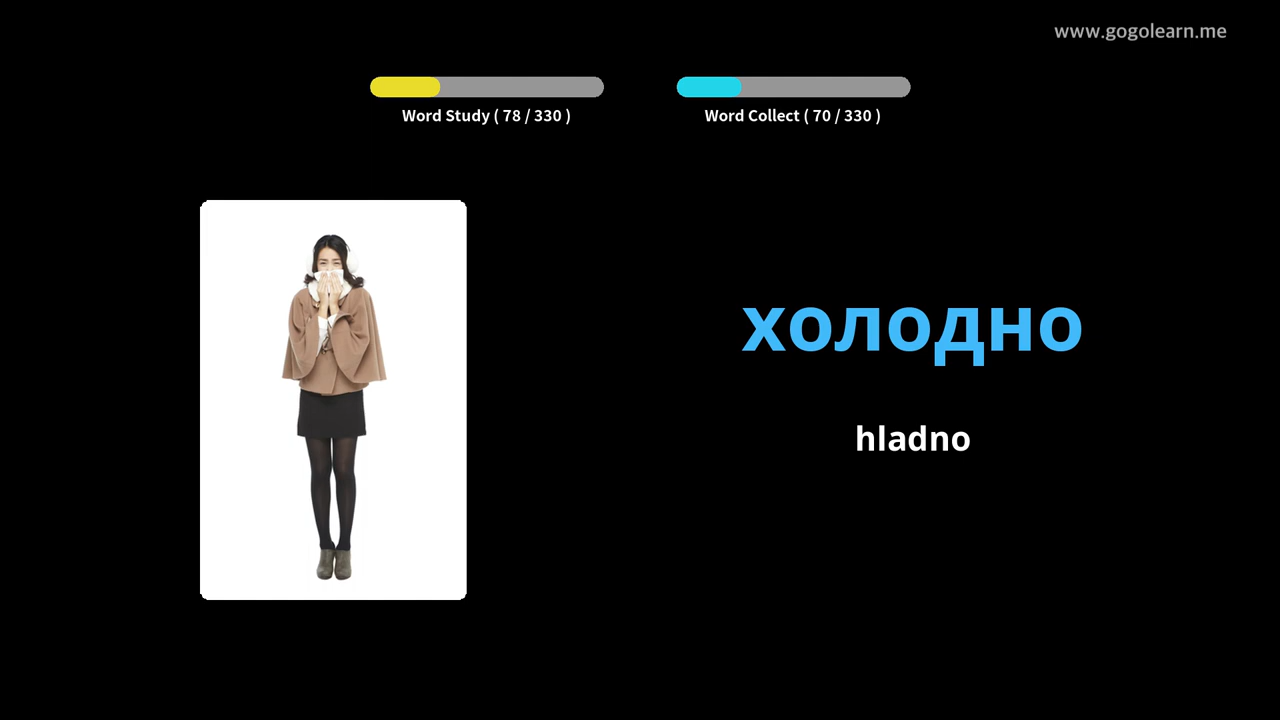 www.gogolearn.me
Word Study ( 78 / 330 )
Word Collect ( 70 / 330 )
холодно
hladno